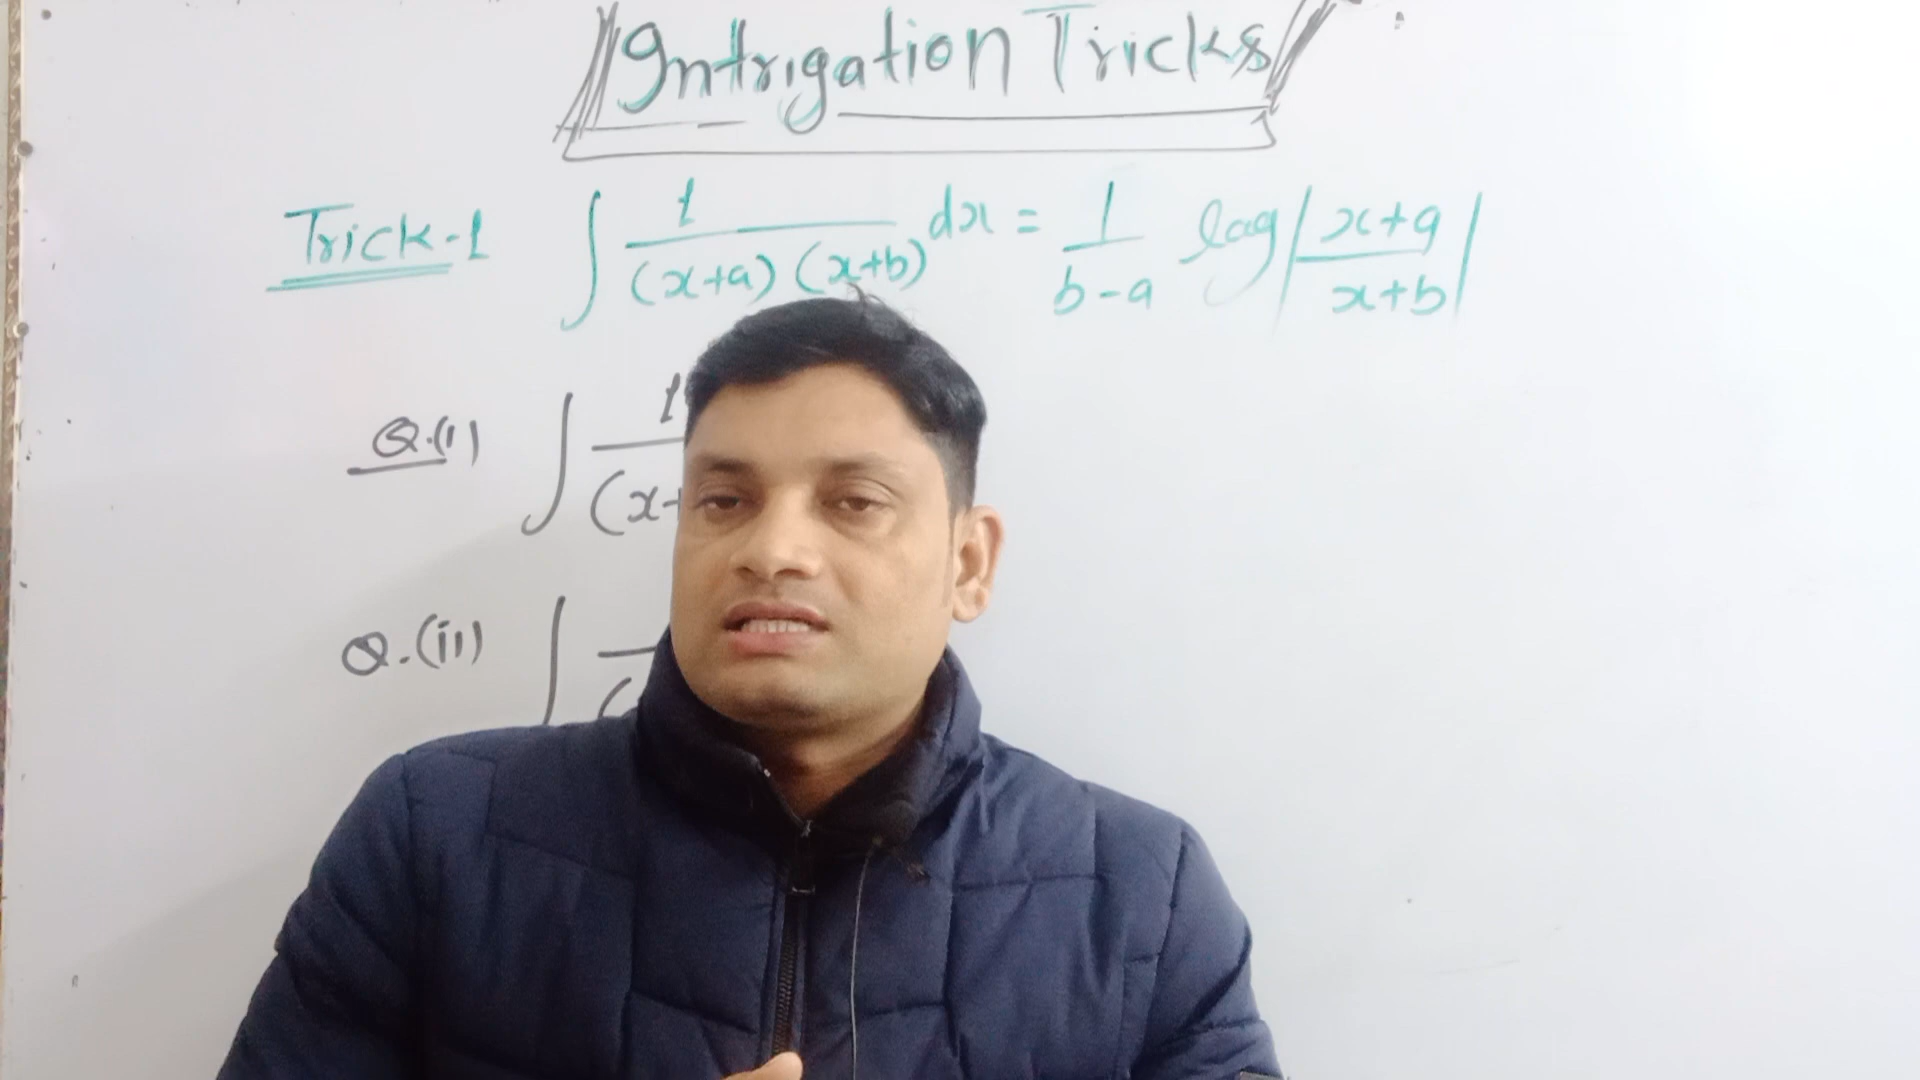 Intrigation Tricks
Trick-1 ∫ 1/((x+a)(x+b)) dx = 1/(b-a) log |(x+a)/(x+b)|
Q.(i) ∫ 1/(x+
Q.(ii) ∫ (